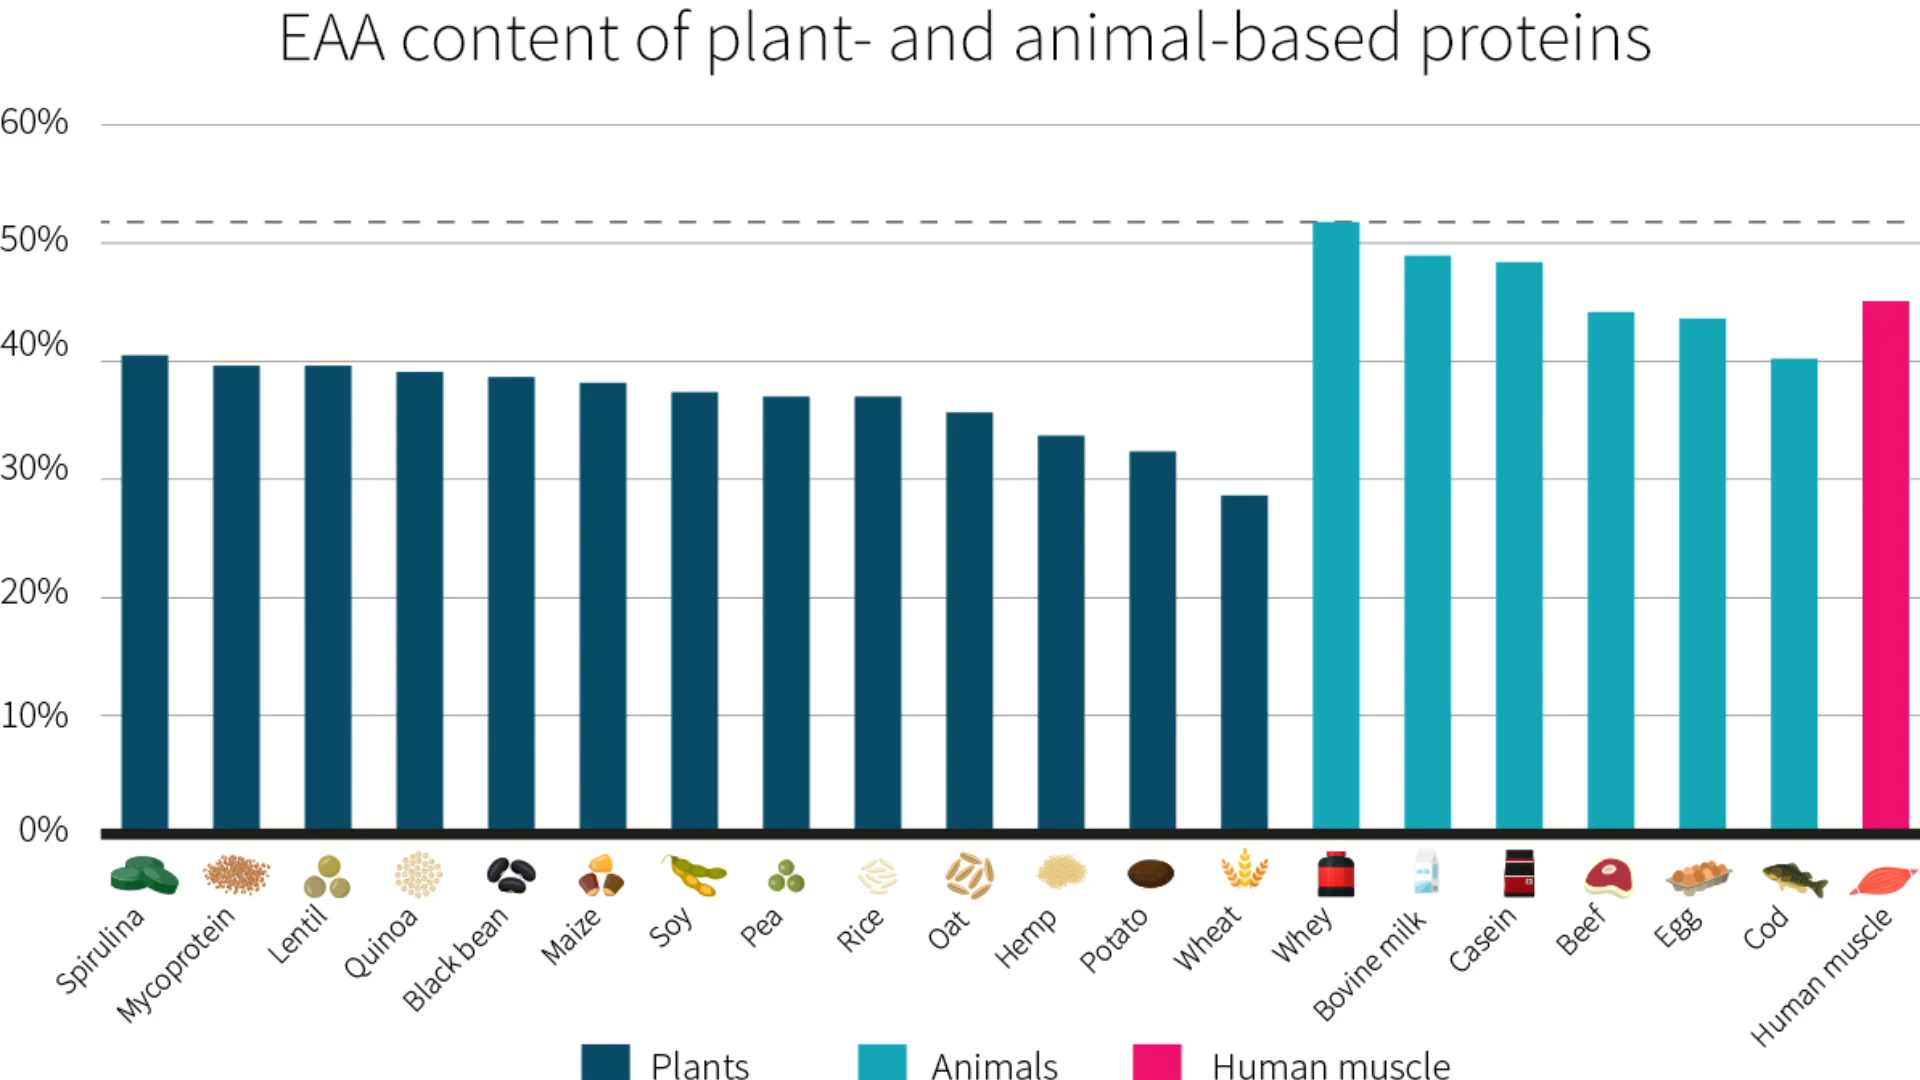 EAA content of plant- and animal-based proteins
60%
50%
40%
30%
20%
10%
0%
Spirulina
Mycoprotein
Lentil
Quinoa
Black bean
Maize
Soy
Pea
Rice
Oat
Hemp
Potato
Wheat
Whey
Bovine milk
Casein
Beef
Egg
Cod
Human muscle
Plants
Animals
Human muscle